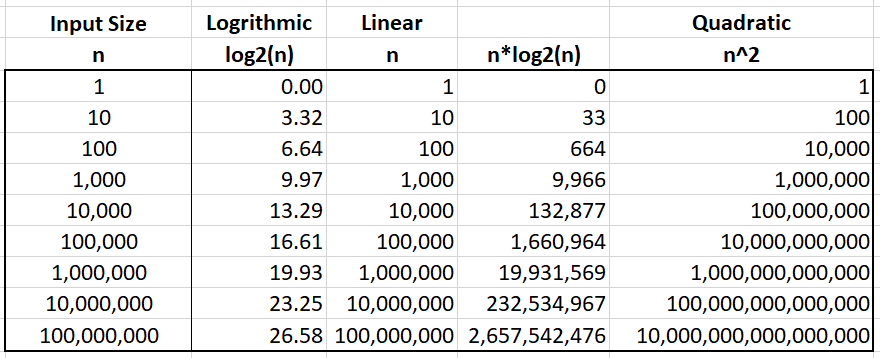 Input Size Logrithmic Linear Quadratic
n log2(n) n n*log2(n) n^2
1 0.00 1 0 1
10 3.32 10 33 100
100 6.64 100 664 10,000
1,000 9.97 1,000 9,966 1,000,000
10,000 13.29 10,000 132,877 100,000,000
100,000 16.61 100,000 1,660,964 10,000,000,000
1,000,000 19.93 1,000,000 19,931,569 1,000,000,000,000
10,000,000 23.25 10,000,000 232,534,967 100,000,000,000,000
100,000,000 26.58 100,000,000 2,657,542,476 10,000,000,000,000,000